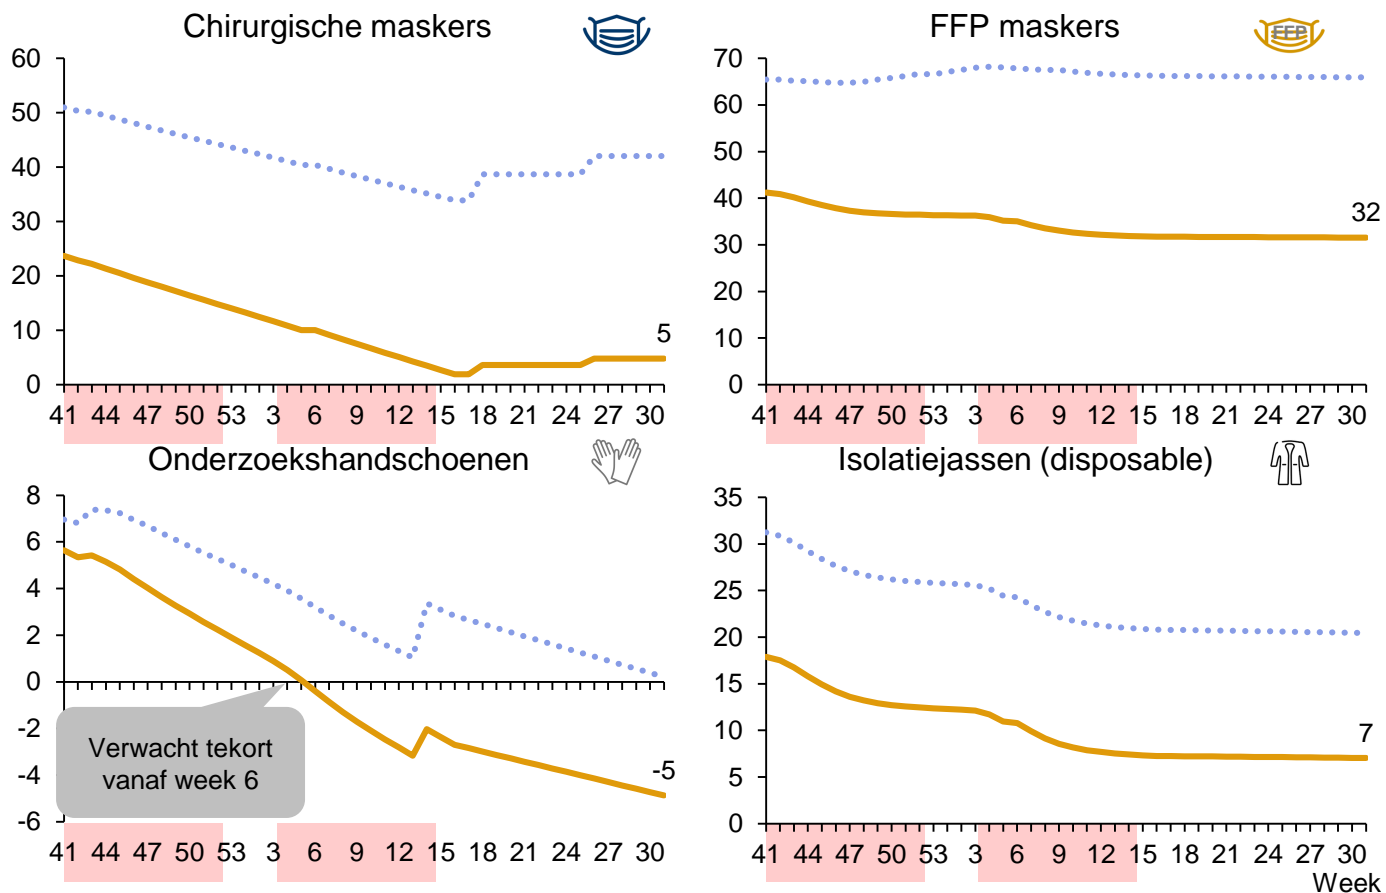 Chirurgische maskers
60
50
40
30
20
10
0
5
41 44 47 50 53 3 6 9 12 15 18 21 24 27 30
FFP maskers
FFP
70
60
50
40
30
20
10
0
32
41 44 47 50 53 3 6 9 12 15 18 21 24 27 30
Onderzoekshandschoenen
8
6
4
2
0
-2
-4
-6
Verwacht tekort
vanaf week 6
-5
41 44 47 50 53 3 6 9 12 15 18 21 24 27 30
Isolatiejassen (disposable)
35
30
25
20
15
10
5
0
7
41 44 47 50 53 3 6 9 12 15 18 21 24 27 30
Week